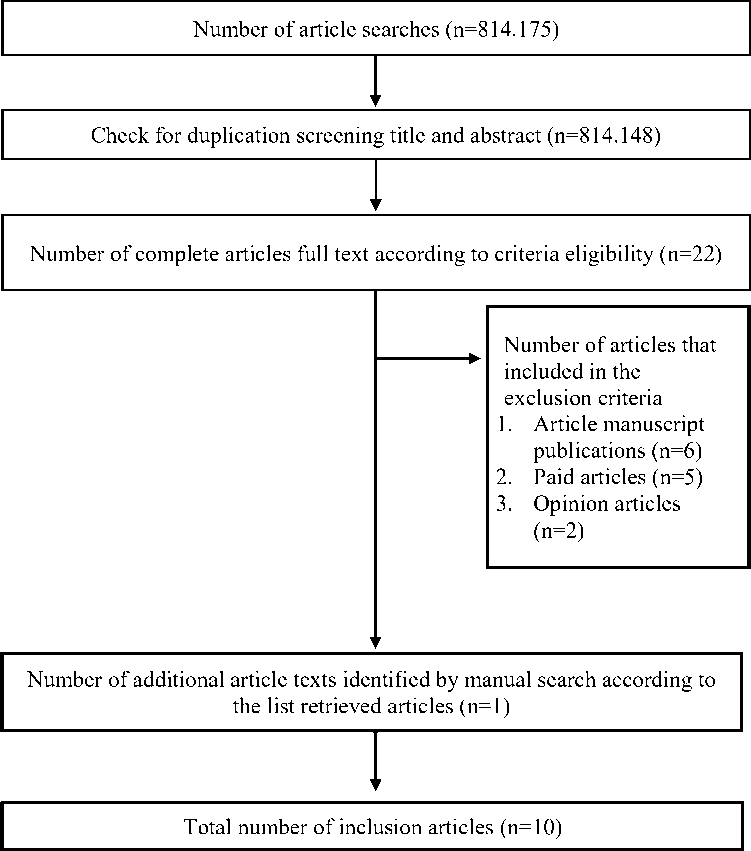 Number of article searches (n=814.175)
Check for duplication screening title and abstract (n=814.148)
Number of complete articles full text according to criteria eligibility (n=22)
Number of articles that
included in the
exclusion criteria
1. Article manuscript
publications (n=6)
2. Paid articles (n=5)
3. Opinion articles
(n=2)
Number of additional article texts identified by manual search according to
the list retrieved articles (n=1)
Total number of inclusion articles (n=10)